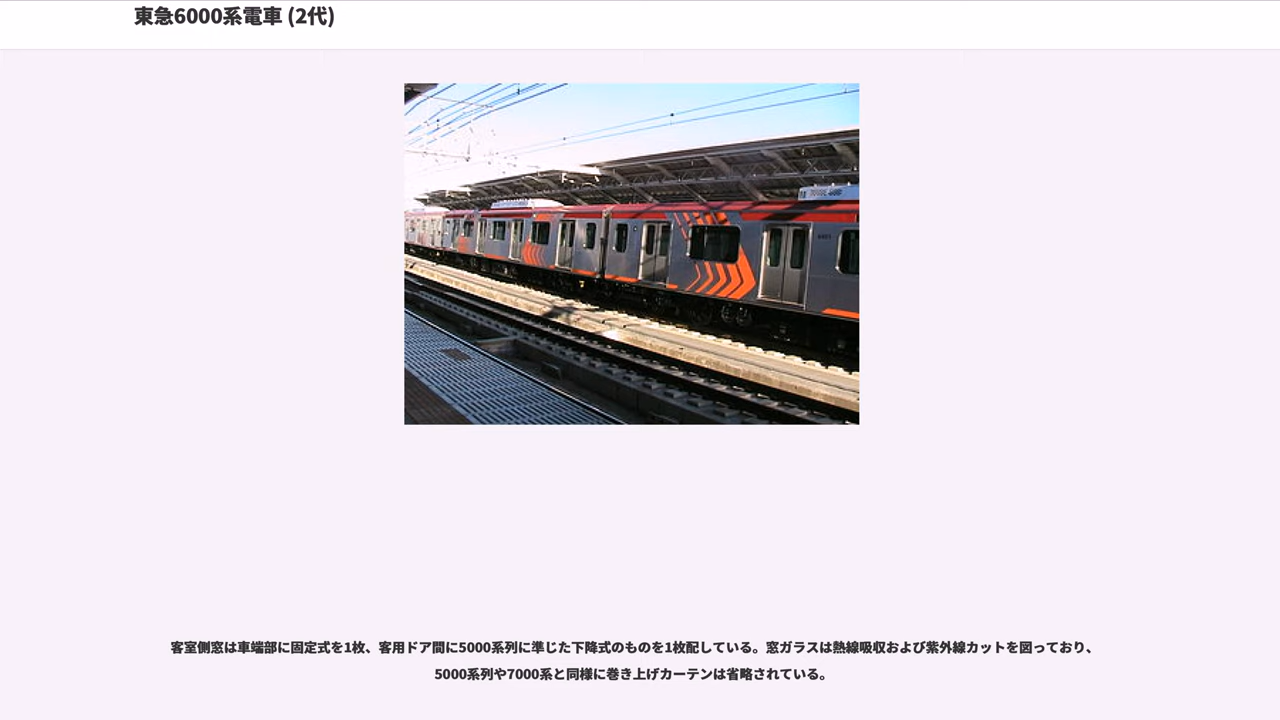 東急6000系電車 (2代)
客室側窓は車端部に固定式を1枚、客用ドア間に5000系列に準じた下降式のものを1枚配している。窓ガラスは熱線吸収および紫外線カットを図っており、
5000系列や7000系と同様に巻き上げカーテンは省略されている。